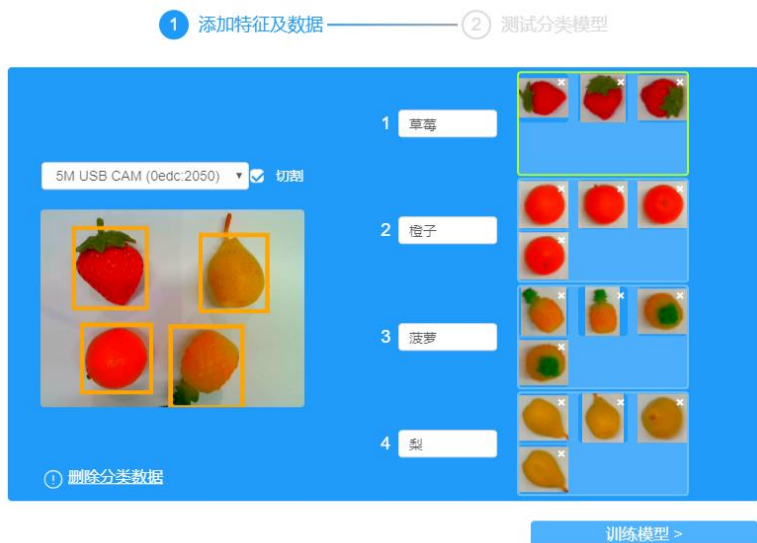 1 添加特征及数据 2 测试分类模型
1 草莓
5M USB CAM (0edc:2050) 切割
2 橙子
3 菠萝
4 梨
! 删除分类数据
训练模型 >